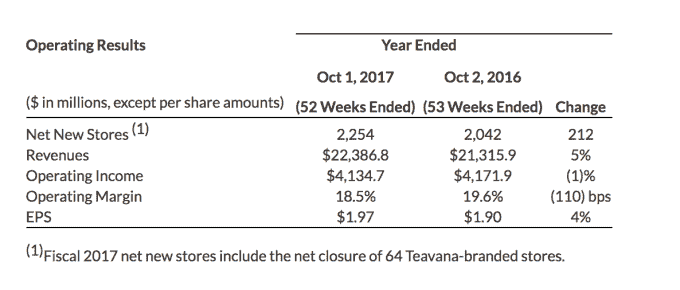 Operating Results Year Ended
Oct 1, 2017 Oct 2, 2016
($ in millions, except per share amounts) (52 Weeks Ended) (53 Weeks Ended) Change
Net New Stores (1) 2,254 2,042 212
Revenues $22,386.8 $21,315.9 5%
Operating Income $4,134.7 $4,171.9 (1)%
Operating Margin 18.5% 19.6% (110) bps
EPS $1.97 $1.90 4%
(1)Fiscal 2017 net new stores include the net closure of 64 Teavana-branded stores.